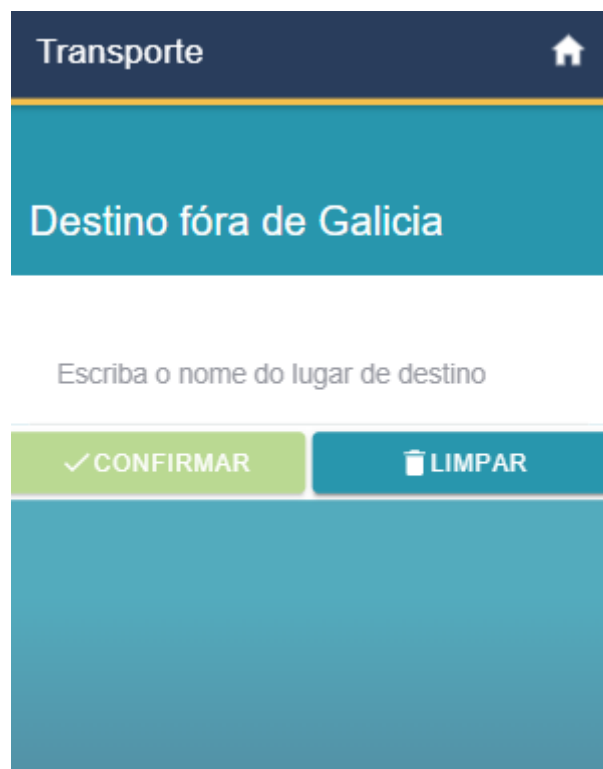 Transporte
Destino fóra de Galicia
Escriba o nome do lugar de destino
CONFIRMAR
LIMPAR